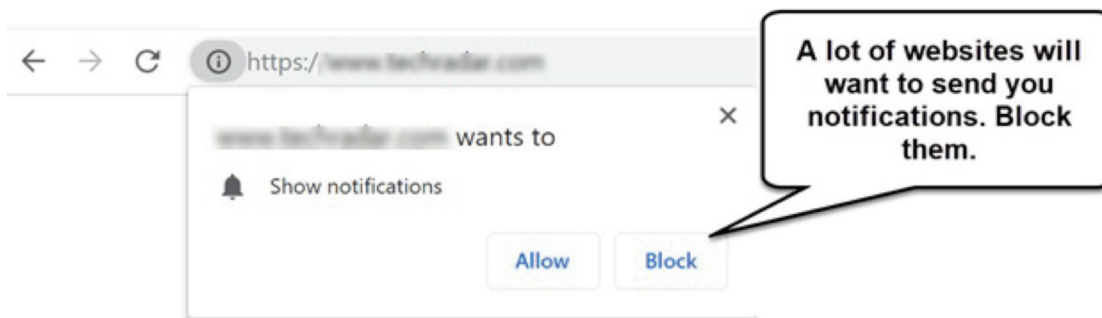 https:/
A lot of websites will
want to send you
notifications. Block
them.
wants to
Show notifications
Allow
Block